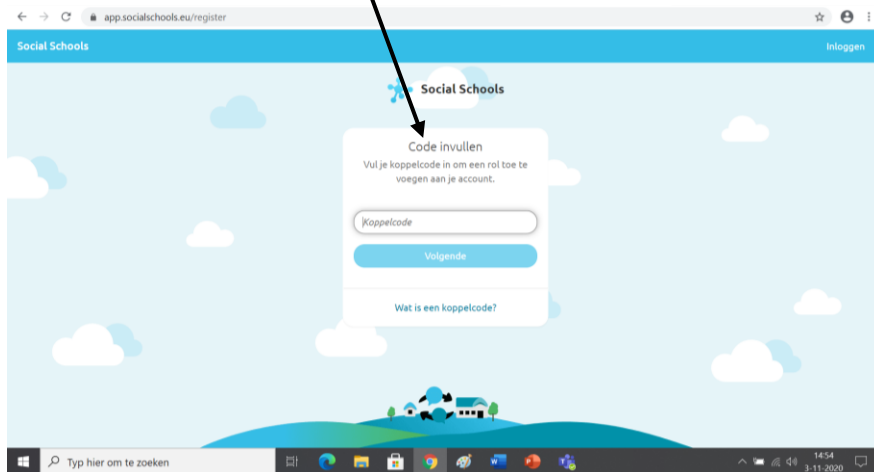 app.socialschools.eu/register
Social Schools
Inloggen
Social Schools
Code invullen
Vul je koppelcode in om een rol toe te
voegen aan je account.
Koppelcode
Volgende
Wat is een koppelcode?
Typ hier om te zoeken
14:54
3-11-2020